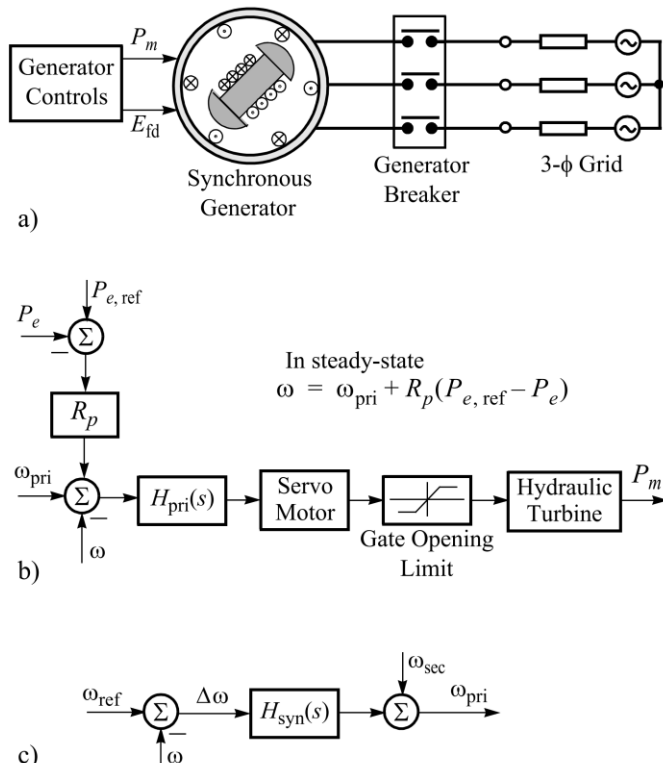 Generator
Controls
P_m
E_fd
Synchronous
Generator
Generator
Breaker
3-ϕ Grid
a)
P_e, ref
P_e
Σ
−
R_p
In steady-state
ω = ω_pri + R_p(P_e, ref − P_e)
ω_pri
Σ
−
ω
H_pri(s)
Servo
Motor
Gate Opening
Limit
Hydraulic
Turbine
P_m
b)
ω_ref
Σ
−
ω
Δω
H_syn(s)
ω_sec
Σ
ω_pri
c)